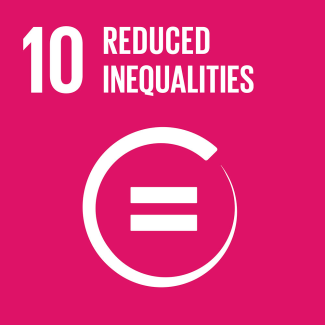 10 REDUCED
INEQUALITIES
=